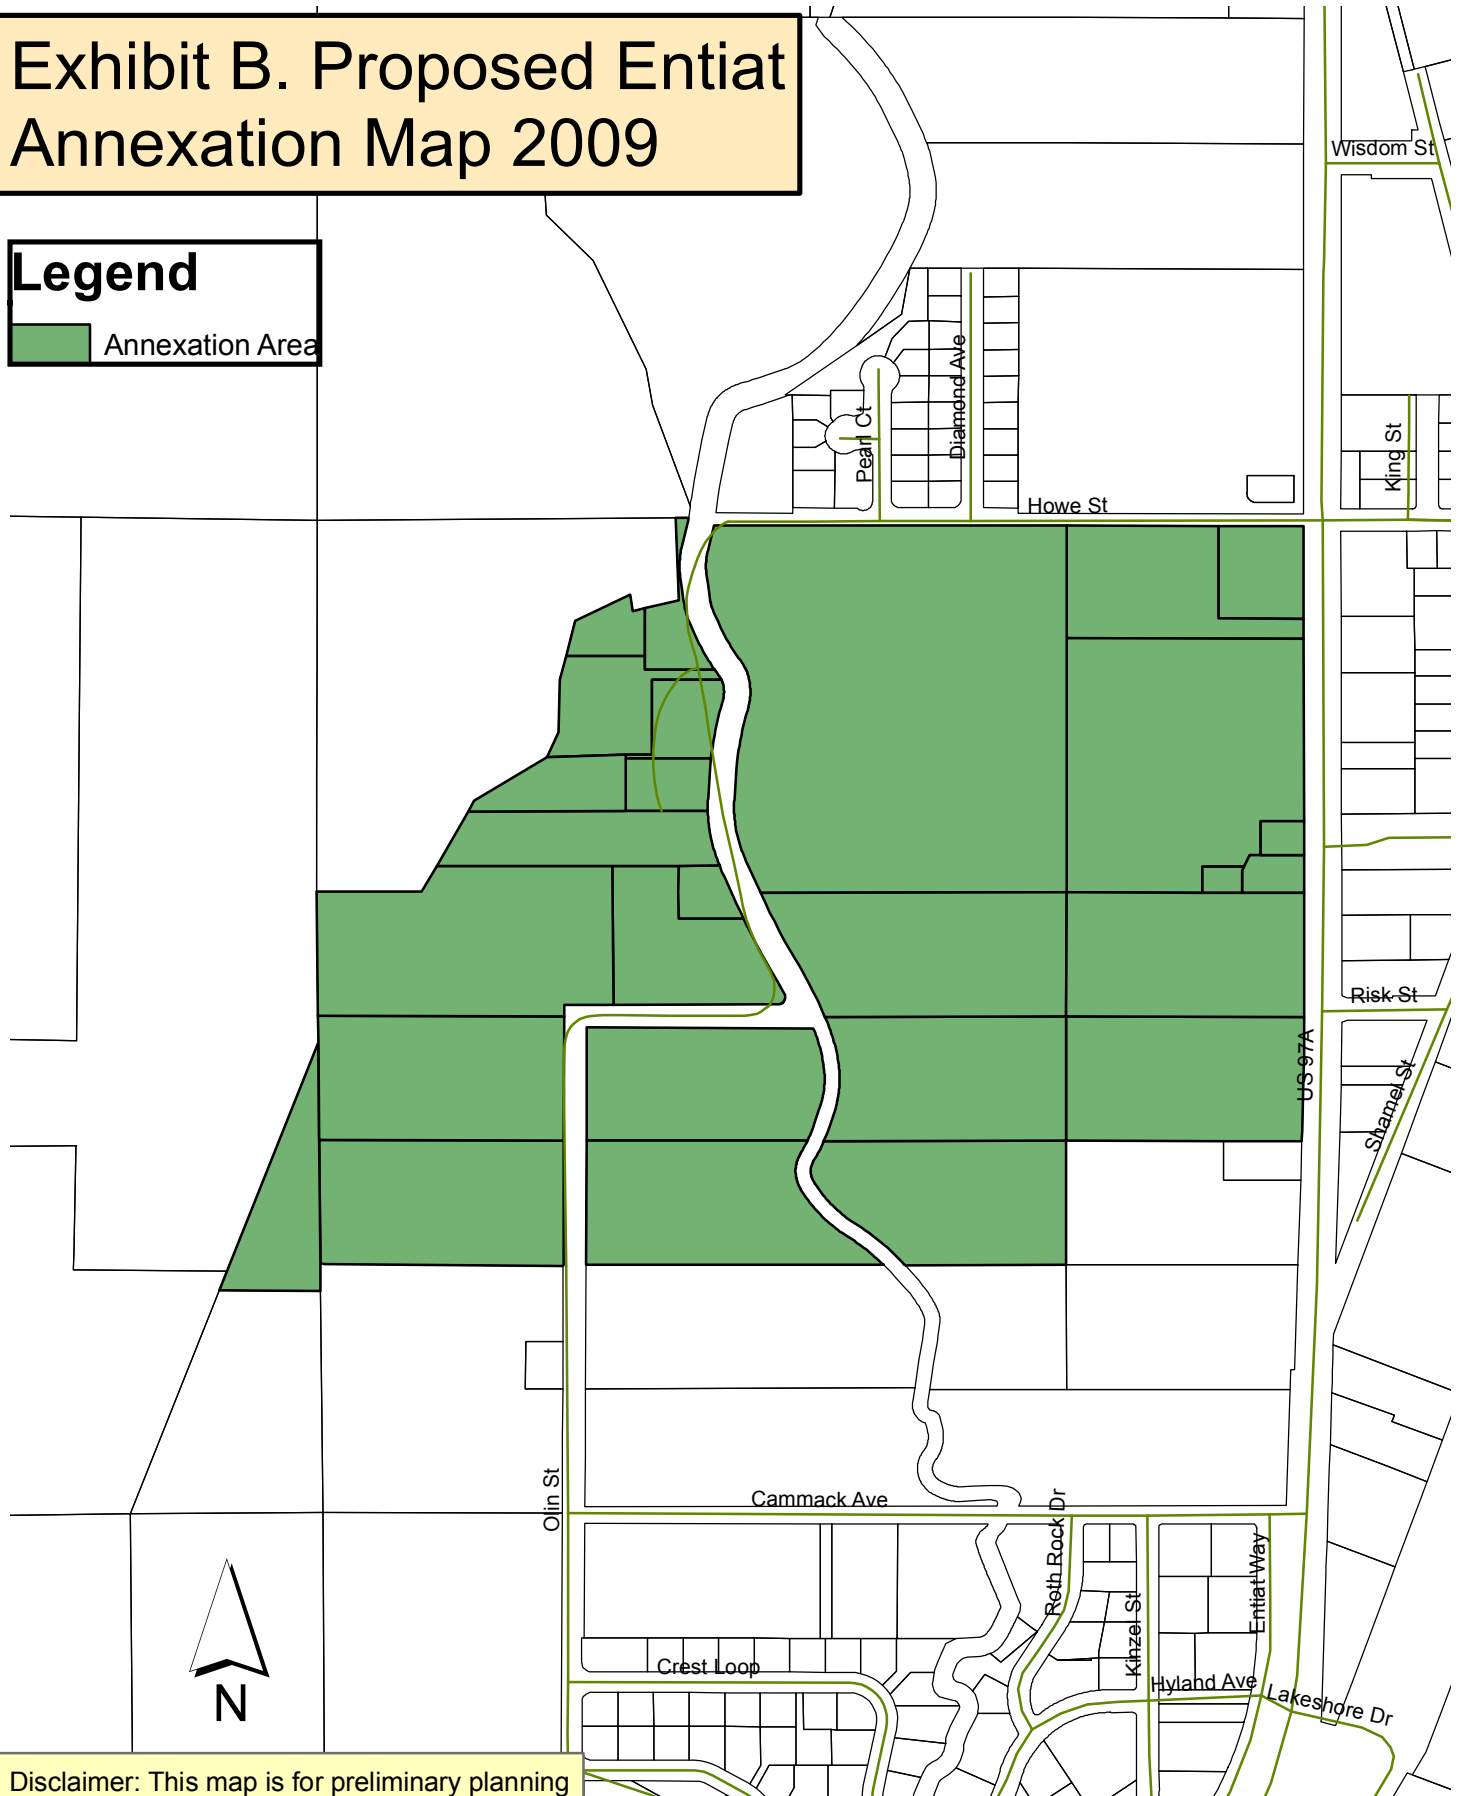 Exhibit B. Proposed Entiat
Annexation Map 2009
Legend
Annexation Area
Wisdom St
Diamond Ave
Pearl Ct
King St
Howe St
Risk St
US 97A
Shamel St
Olin St
Cammack Ave
Roth Rock Dr
Entiat Way
Kinzel St
Crest Loop
Hyland Ave
Lakeshore Dr
N
Disclaimer: This map is for preliminary planning